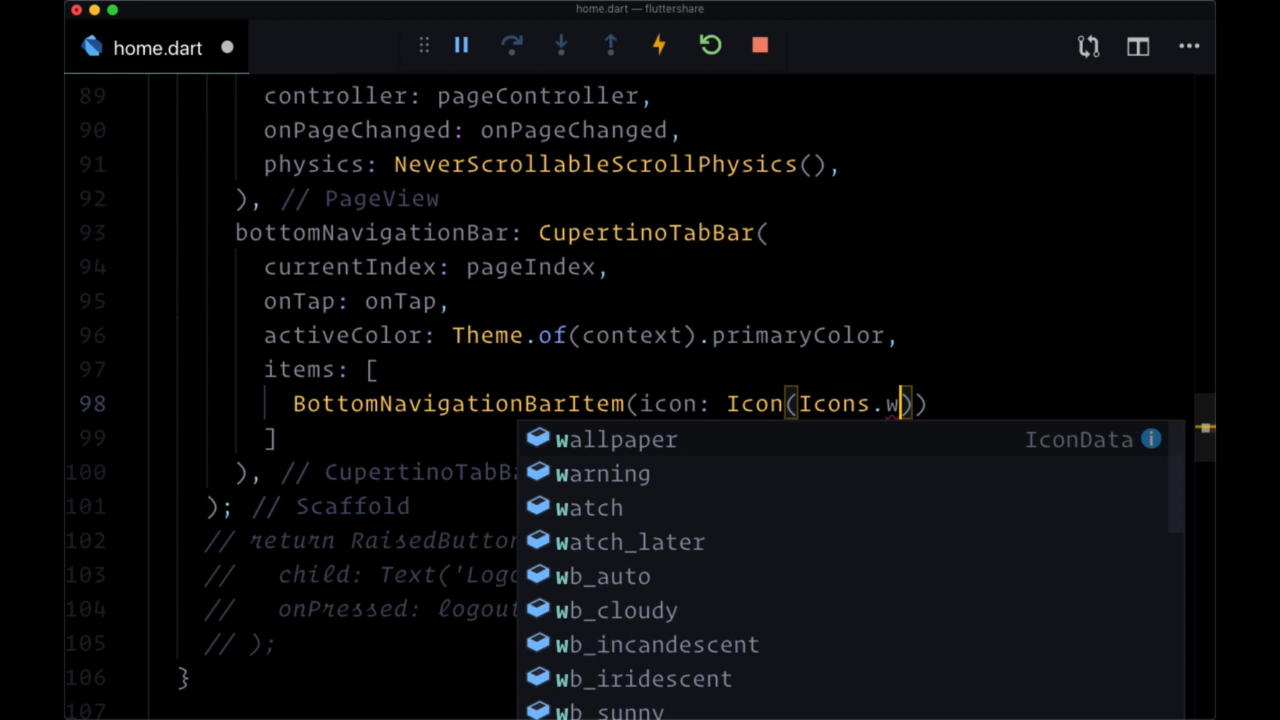 home.dart — fluttershare
home.dart
89 controller: pageController,
90 onPageChanged: onPageChanged,
91 physics: NeverScrollableScrollPhysics(),
92 ), // PageView
93 bottomNavigationBar: CupertinoTabBar(
94 currentIndex: pageIndex,
95 onTap: onTap,
96 activeColor: Theme.of(context).primaryColor,
97 items: [
98 BottomNavigationBarItem(icon: Icon(Icons.w))
99 ]
100 ), // CupertinoTabBa
101 ); // Scaffold
102 // return RaisedButton
103 // child: Text('Logo
104 // onPressed: logout
105 // );
106 }
107
wallpaper IconData
warning
watch
watch_later
wb_auto
wb_cloudy
wb_incandescent
wb_iridescent
wb_sunny